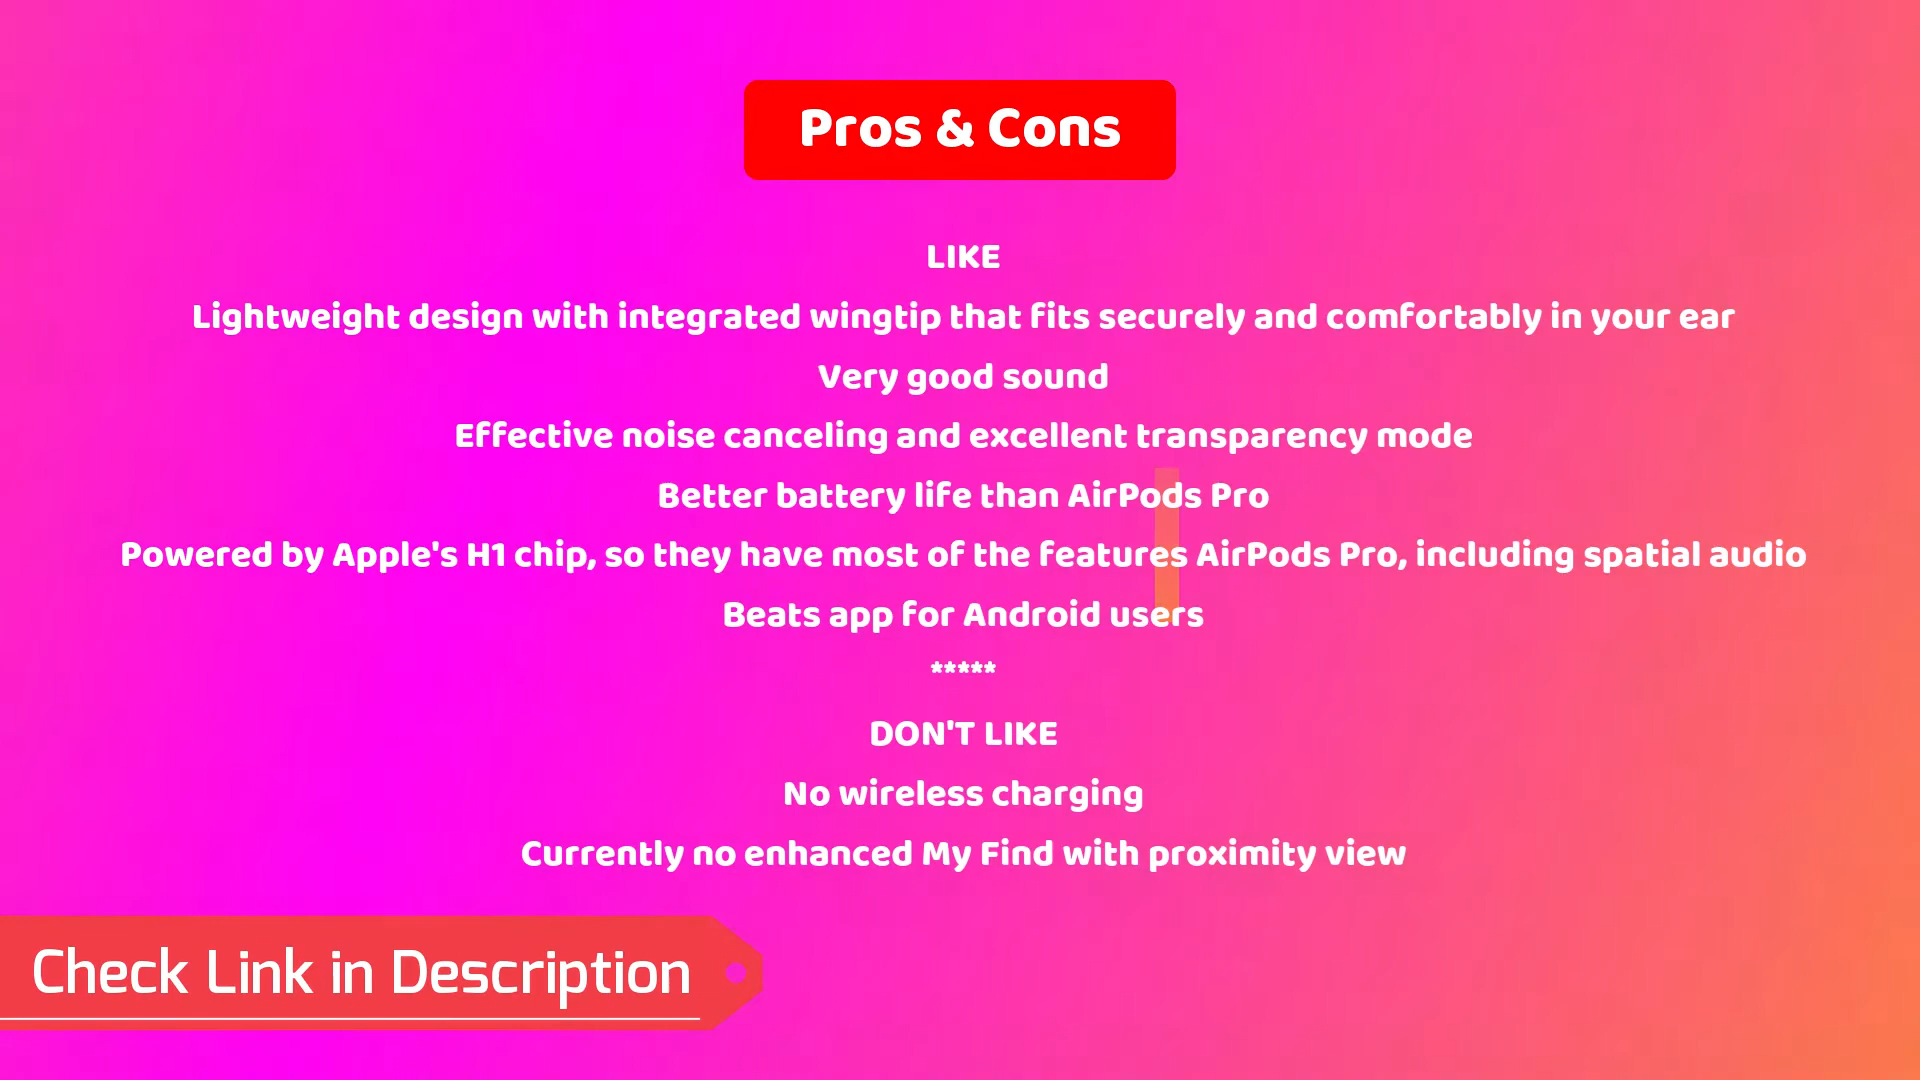 Pros & Cons
LIKE
Lightweight design with integrated wingtip that fits securely and comfortably in your ear
Very good sound
Effective noise canceling and excellent transparency mode
Better battery life than AirPods Pro
Powered by Apple's H1 chip, so they have most of the features AirPods Pro, including spatial audio
Beats app for Android users
*****
DON'T LIKE
No wireless charging
Currently no enhanced My Find with proximity view
Check Link in Description